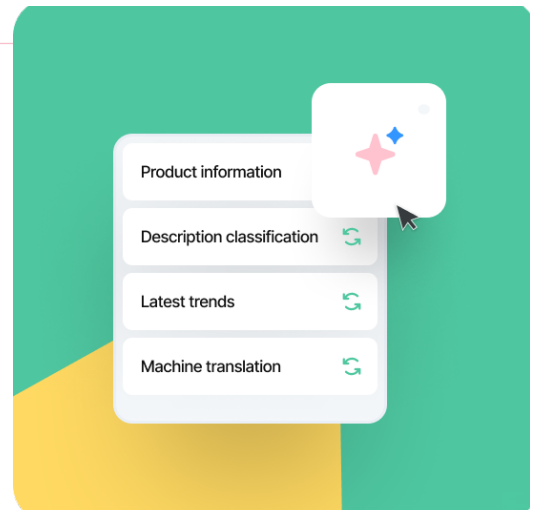 Product information
Description classification
Latest trends
Machine translation